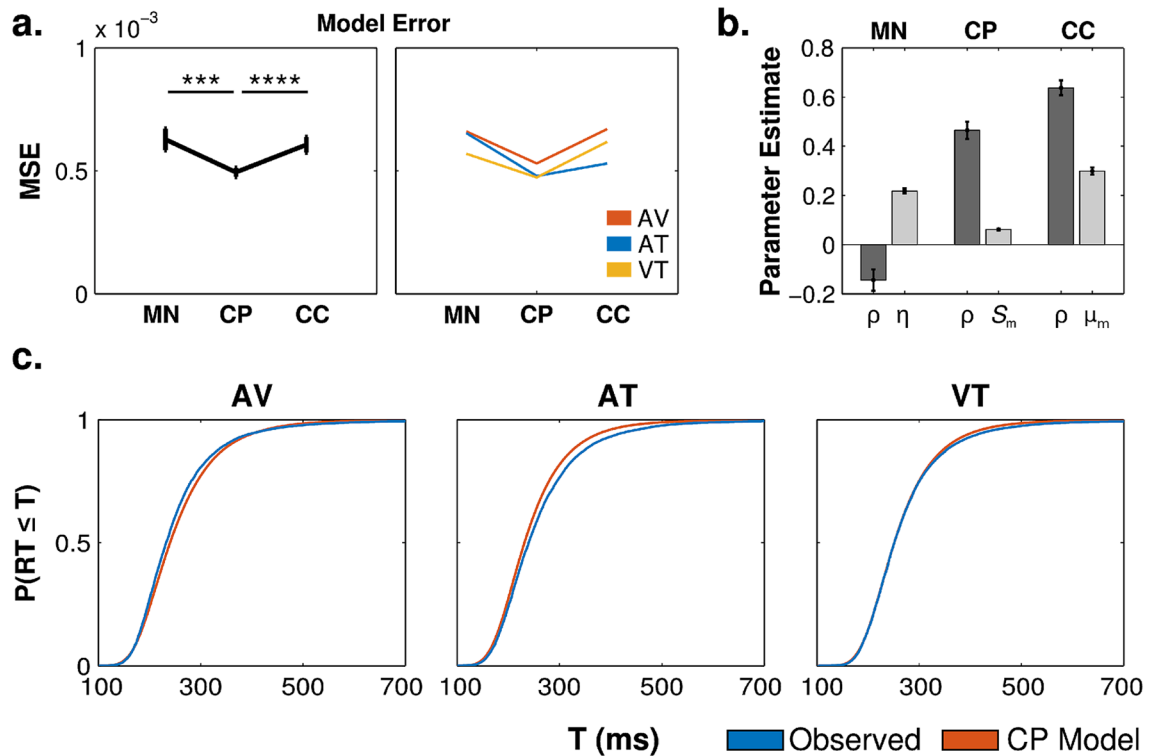 a.
x 10⁻³
Model Error
MSE
1
0.5
0
*** ****
MN CP CC
MN CP CC
AV
AT
VT
b.
MN CP CC
Parameter Estimate
0.8
0.6
0.4
0.2
0
−0.2
ρ η ρ Sₘ ρ μₘ
c.
AV AT VT
P(RT ≤ T)
1
0.5
0
100 300 500 700
100 300 500 700
100 300 500 700
T (ms)
Observed CP Model